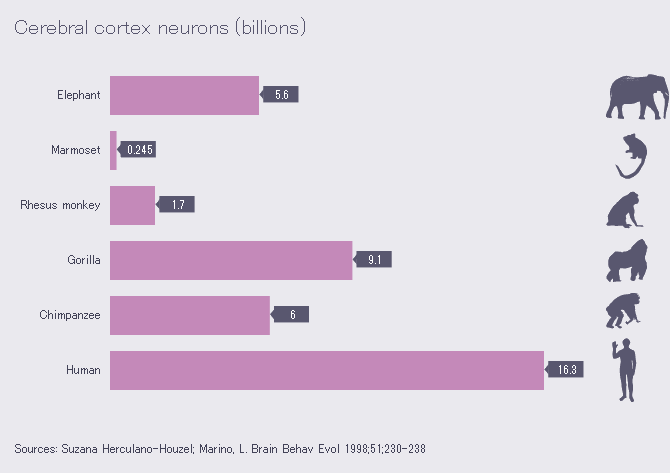 Cerebral cortex neurons (billions)
Elephant 5.6
Marmoset 0.245
Rhesus monkey 1.7
Gorilla 9.1
Chimpanzee 6
Human 16.3
Sources: Suzana Herculano-Houzel; Marino, L. Brain Behav Evol 1998;51;230-238